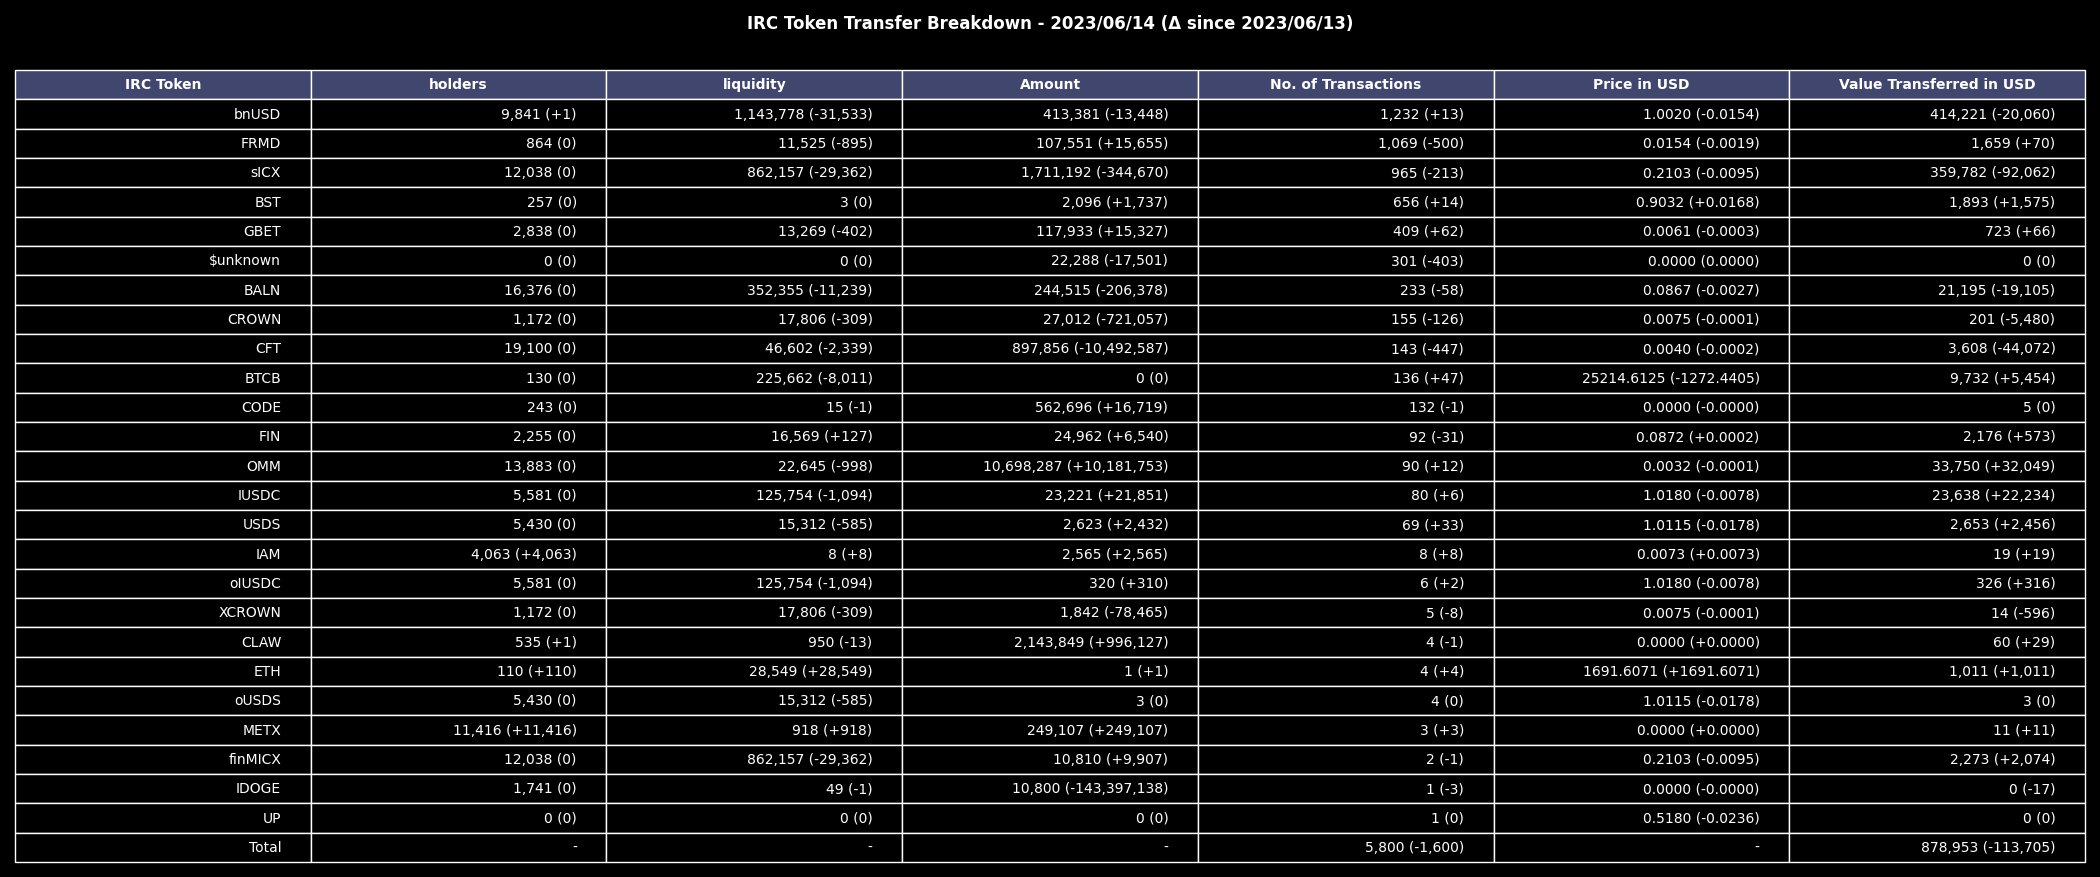 IRC Token Transfer Breakdown - 2023/06/14 (Δ since 2023/06/13)
IRC Token holders liquidity Amount No. of Transactions Price in USD Value Transferred in USD
bnUSD 9,841 (+1) 1,143,778 (-31,533) 413,381 (-13,448) 1,232 (+13) 1.0020 (-0.0154) 414,221 (-20,060)
FRMD 864 (0) 11,525 (-895) 107,551 (+15,655) 1,069 (-500) 0.0154 (-0.0019) 1,659 (+70)
sICX 12,038 (0) 862,157 (-29,362) 1,711,192 (-344,670) 965 (-213) 0.2103 (-0.0095) 359,782 (-92,062)
BST 257 (0) 3 (0) 2,096 (+1,737) 656 (+14) 0.9032 (+0.0168) 1,893 (+1,575)
GBET 2,838 (0) 13,269 (-402) 117,933 (+15,327) 409 (+62) 0.0061 (-0.0003) 723 (+66)
$unknown 0 (0) 0 (0) 22,288 (-17,501) 301 (-403) 0.0000 (0.0000) 0 (0)
BALN 16,376 (0) 352,355 (-11,239) 244,515 (-206,378) 233 (-58) 0.0867 (-0.0027) 21,195 (-19,105)
CROWN 1,172 (0) 17,806 (-309) 27,012 (-721,057) 155 (-126) 0.0075 (-0.0001) 201 (-5,480)
CFT 19,100 (0) 46,602 (-2,339) 897,856 (-10,492,587) 143 (-447) 0.0040 (-0.0002) 3,608 (-44,072)
BTCB 130 (0) 225,662 (-8,011) 0 (0) 136 (+47) 25214.6125 (-1272.4405) 9,732 (+5,454)
CODE 243 (0) 15 (-1) 562,696 (+16,719) 132 (-1) 0.0000 (-0.0000) 5 (0)
FIN 2,255 (0) 16,569 (+127) 24,962 (+6,540) 92 (-31) 0.0872 (+0.0002) 2,176 (+573)
OMM 13,883 (0) 22,645 (-998) 10,698,287 (+10,181,753) 90 (+12) 0.0032 (-0.0001) 33,750 (+32,049)
IUSDC 5,581 (0) 125,754 (-1,094) 23,221 (+21,851) 80 (+6) 1.0180 (-0.0078) 23,638 (+22,234)
USDS 5,430 (0) 15,312 (-585) 2,623 (+2,432) 69 (+33) 1.0115 (-0.0178) 2,653 (+2,456)
IAM 4,063 (+4,063) 8 (+8) 2,565 (+2,565) 8 (+8) 0.0073 (+0.0073) 19 (+19)
oIUSDC 5,581 (0) 125,754 (-1,094) 320 (+310) 6 (+2) 1.0180 (-0.0078) 326 (+316)
XCROWN 1,172 (0) 17,806 (-309) 1,842 (-78,465) 5 (-8) 0.0075 (-0.0001) 14 (-596)
CLAW 535 (+1) 950 (-13) 2,143,849 (+996,127) 4 (-1) 0.0000 (+0.0000) 60 (+29)
ETH 110 (+110) 28,549 (+28,549) 1 (+1) 4 (+4) 1691.6071 (+1691.6071) 1,011 (+1,011)
oUSDS 5,430 (0) 15,312 (-585) 3 (0) 4 (0) 1.0115 (-0.0178) 3 (0)
METX 11,416 (+11,416) 918 (+918) 249,107 (+249,107) 3 (+3) 0.0000 (+0.0000) 11 (+11)
finMICX 12,038 (0) 862,157 (-29,362) 10,810 (+9,907) 2 (-1) 0.2103 (-0.0095) 2,273 (+2,074)
IDOGE 1,741 (0) 49 (-1) 10,800 (-143,397,138) 1 (-3) 0.0000 (-0.0000) 0 (-17)
UP 0 (0) 0 (0) 0 (0) 1 (0) 0.5180 (-0.0236) 0 (0)
Total - - - 5,800 (-1,600) - 878,953 (-113,705)